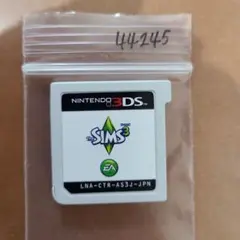 44245
NINTENDO 3DS
THE SIMS 3
EA
LNA-CTR-AS3J-JPN